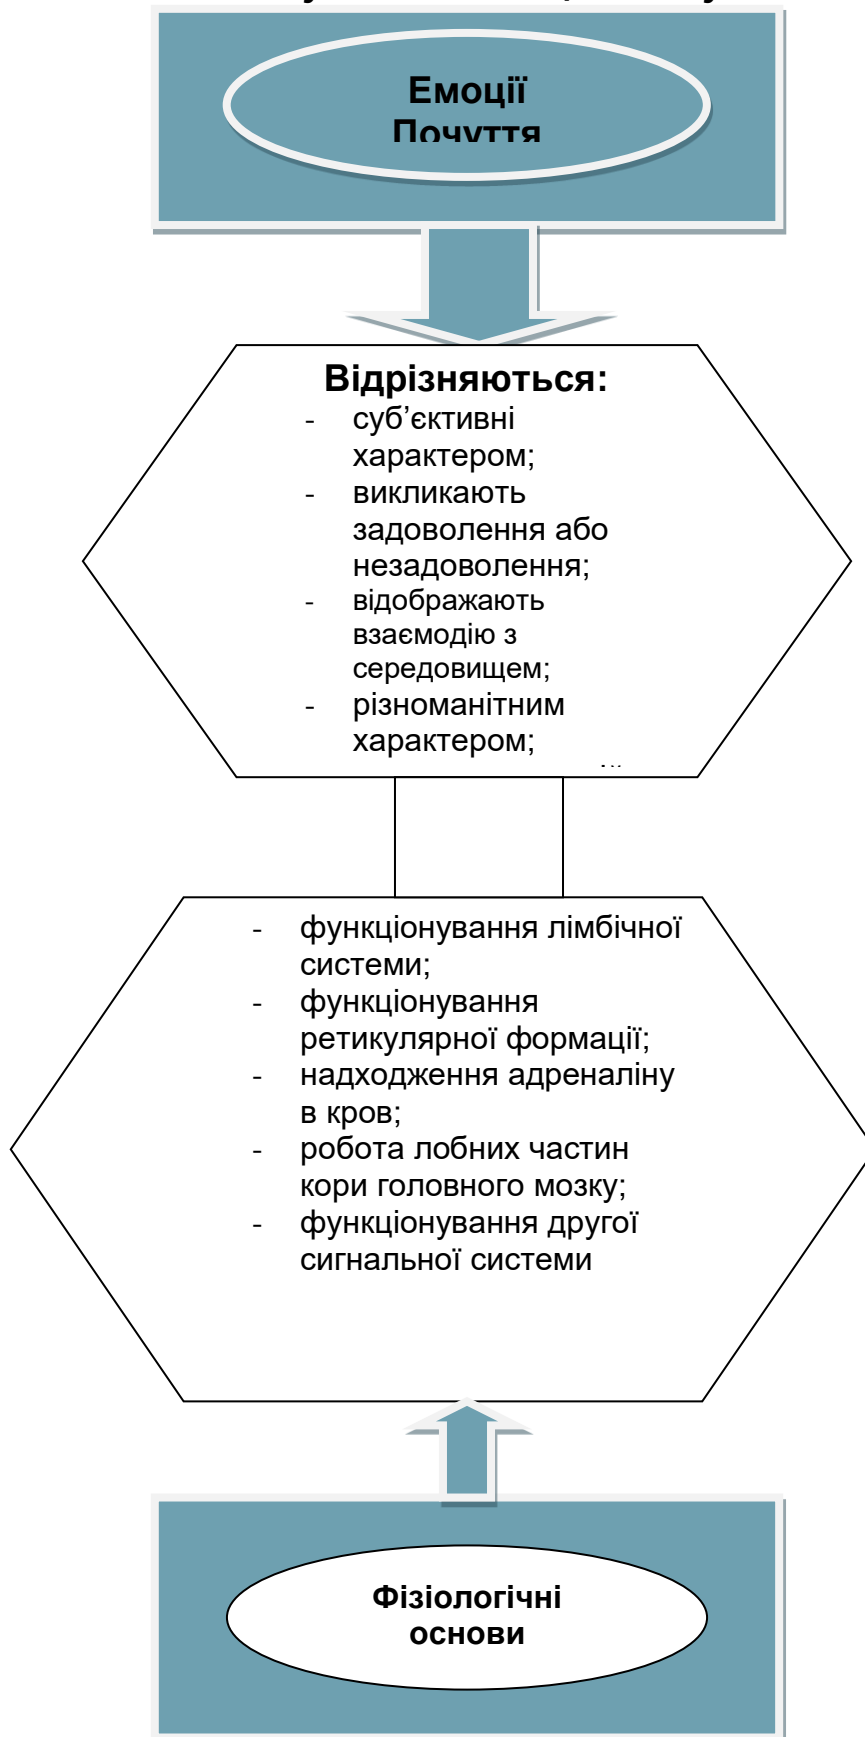 Емоції
Почуття
Відрізняються:
- суб’єктивні
характером;
- викликають
задоволення або
незадоволення;
- відображають
взаємодію з
середовищем;
- різноманітним
характером;
- функціонування лімбічної
системи;
- функціонування
ретикулярної формації;
- надходження адреналіну
в кров;
- робота лобних частин
кори головного мозку;
- функціонування другої
сигнальної системи
Фізіологічні
основи